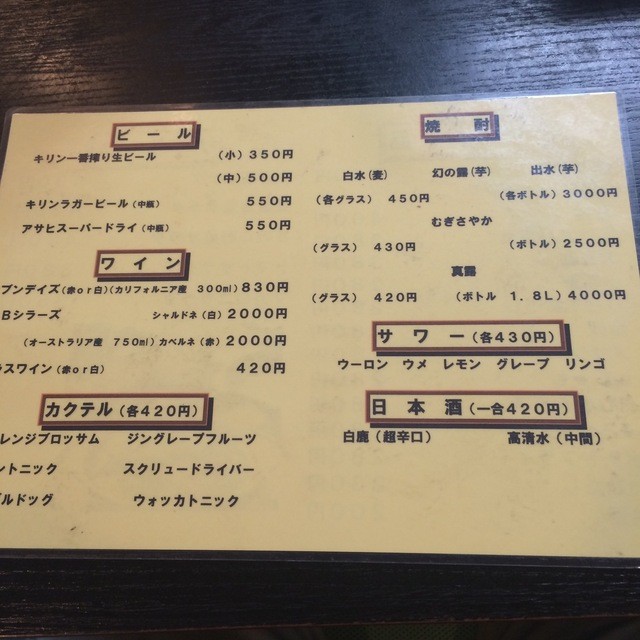 ビール
キリン一番搾り生ビール (小) 350円
(中) 500円
キリンラガービール (中瓶) 550円
アサヒスーパードライ (中瓶) 550円
ワイン
ブンデイズ (赤or白) (カリフォルニア産 300ml) 830円
Bシラーズ シャルドネ (白) 2000円
(オーストラリア産 750ml) カベルネ (赤) 2000円
スワイン (赤or白) 420円
カクテル (各420円)
レンジブロッサム ジングレープフルーツ
ントニック スクリュードライバー
ルドッグ ウォッカトニック
焼酎
白水(麦) 幻の露(芋) 出水(芋)
(各グラス) 450円 (各ボトル) 3000円
むぎさやか
(グラス) 430円 (ボトル) 2500円
真露
(グラス) 420円 (ボトル 1.8L) 4000円
サワー (各430円)
ウーロン ウメ レモン グレープ リンゴ
日本酒 (一合420円)
白鹿 (超辛口) 高清水 (中間)